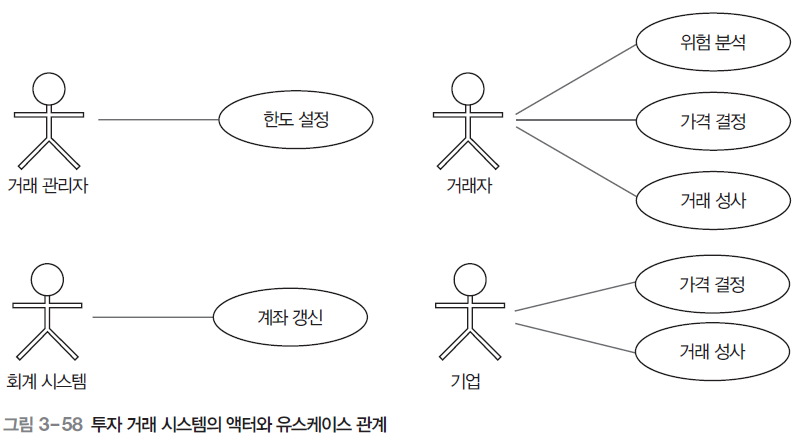 위험 분석
한도 설정
가격 결정
거래 관리자
거래자
거래 성사
가격 결정
계좌 갱신
거래 성사
회계 시스템
기업
그림 3-58 투자 거래 시스템의 액터와 유스케이스 관계